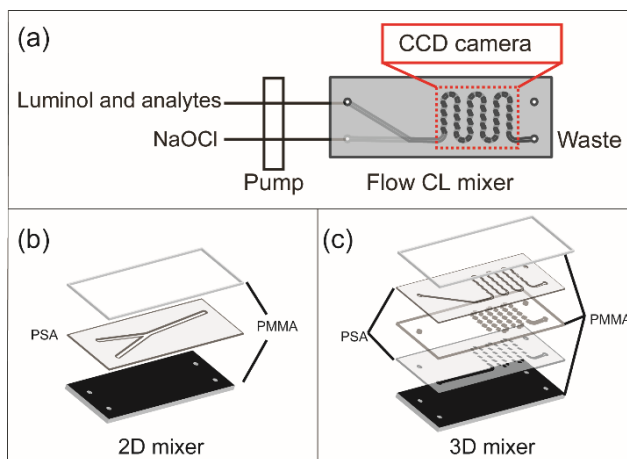 (a)
CCD camera
Luminol and analytes
NaOCl
Waste
Pump
Flow CL mixer
(b)
PSA
PMMA
2D mixer
(c)
PSA
PMMA
3D mixer